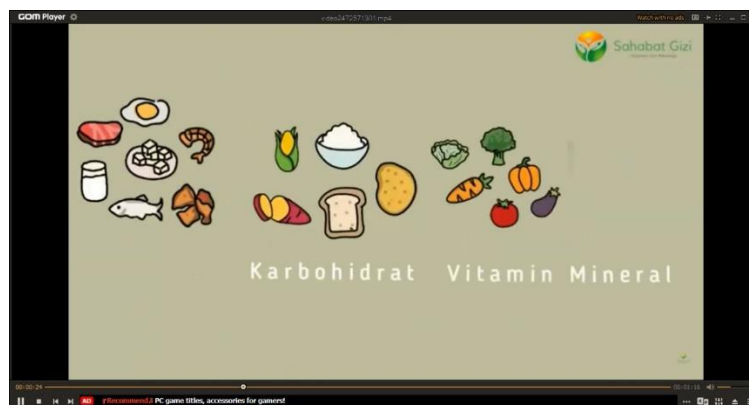 GOM Player
video2472571301.mp4
Watch with no ads
Sahabat Gizi
Karbohidrat Vitamin Mineral
00:00:24
00:01:16
AD
PC game titles, accessories for gamers!